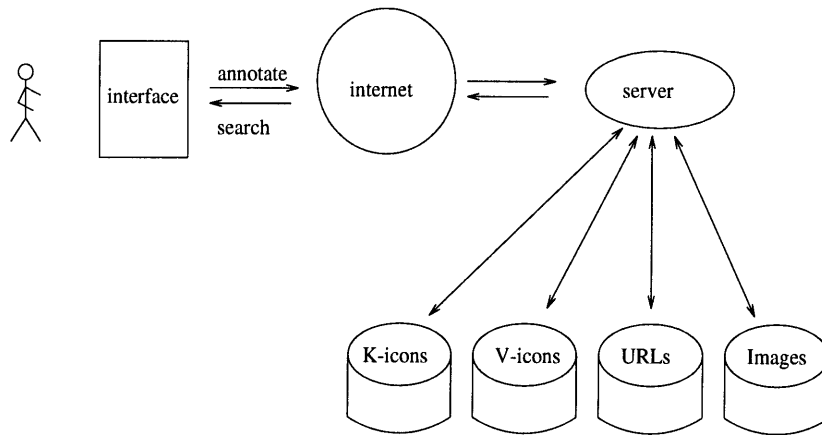 annotate
interface
internet
server
search
K-icons
V-icons
URLs
Images